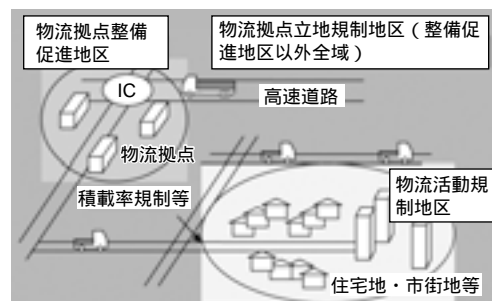 物流拠点整備
促進地区
物流拠点立地規制地区（整備促
進地区以外全域）
IC
高速道路
物流拠点
積載率規制等
物流活動規
制地区
住宅地・市街地等